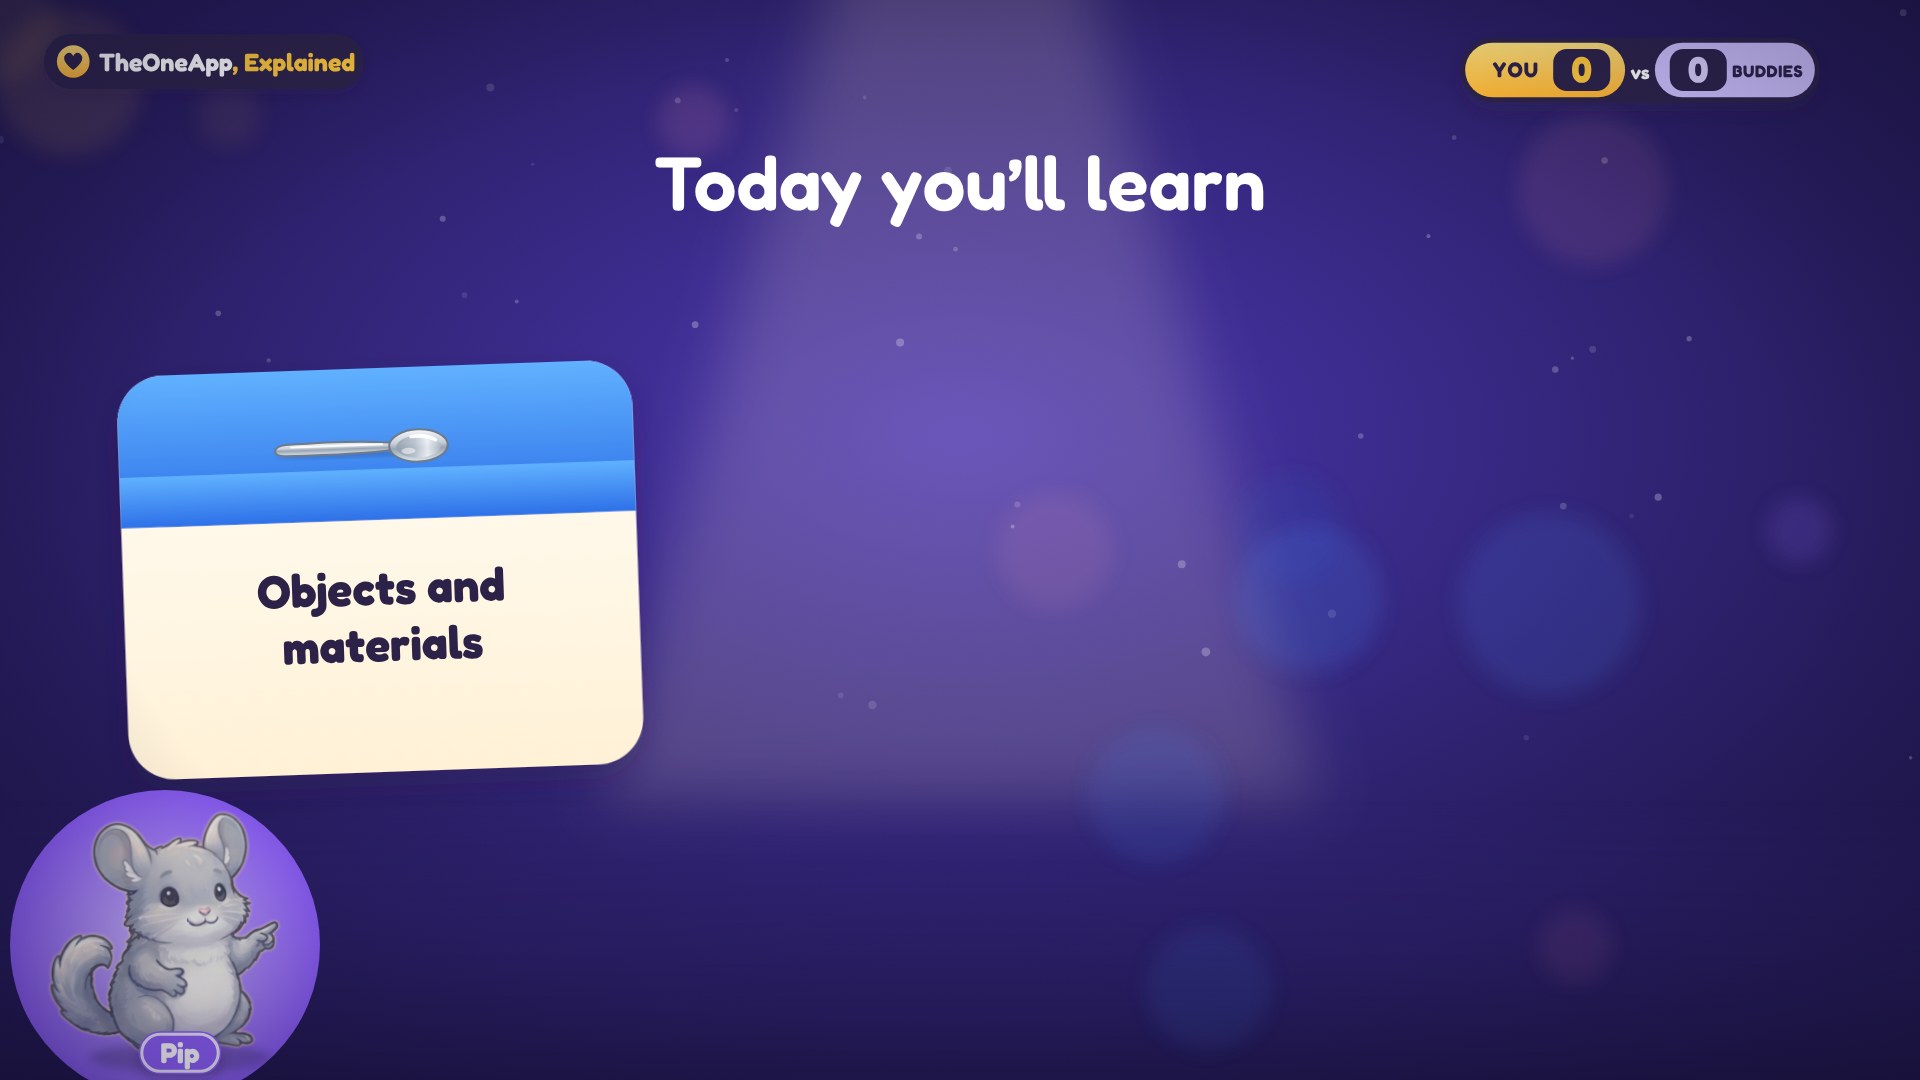 TheOneApp, Explained
YOU 0 vs 0 BUDDIES
Today you’ll learn
Objects and
materials
Pip